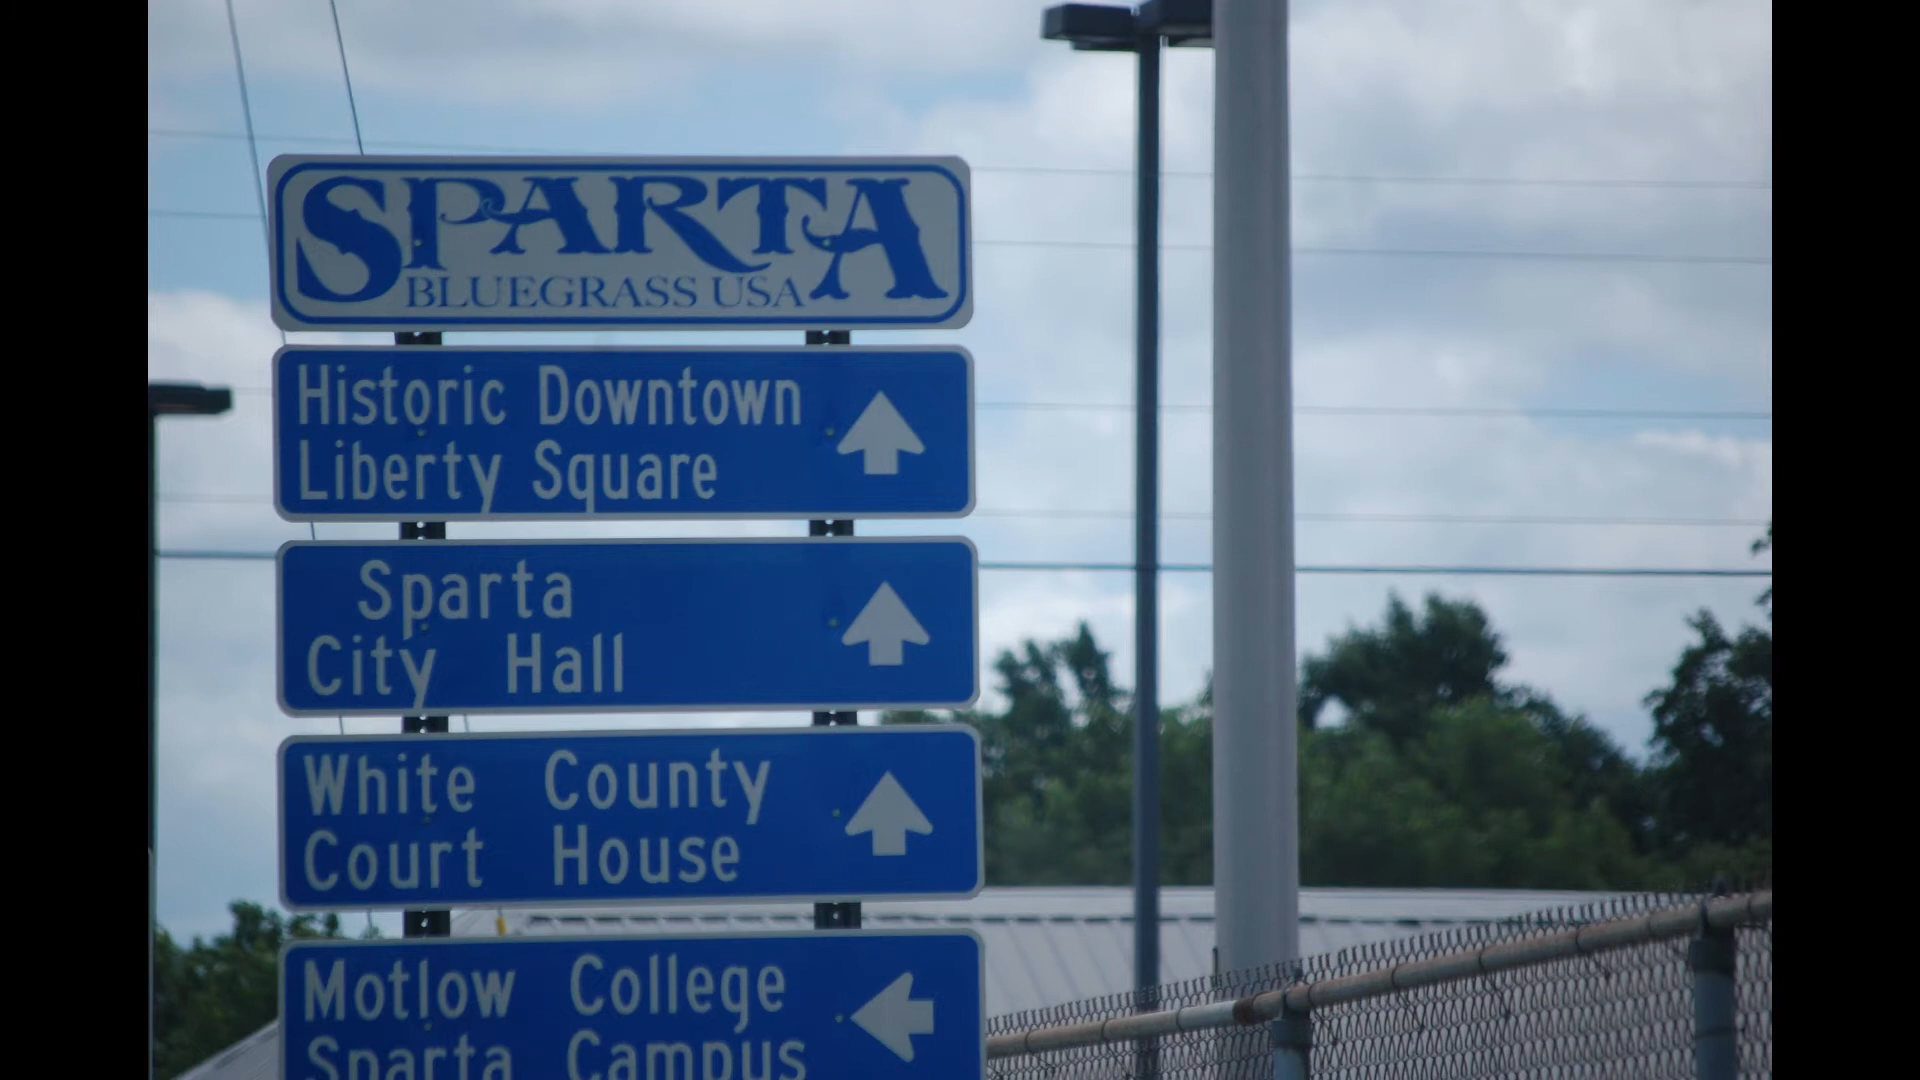 SPARTA
BLUEGRASS USA
Historic Downtown
Liberty Square
Sparta
City Hall
White County
Court House
Motlow College
Sparta Campus